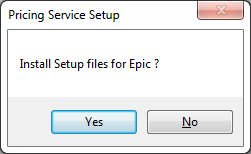 Pricing Service Setup
Install Setup files for Epic ?
Yes
No